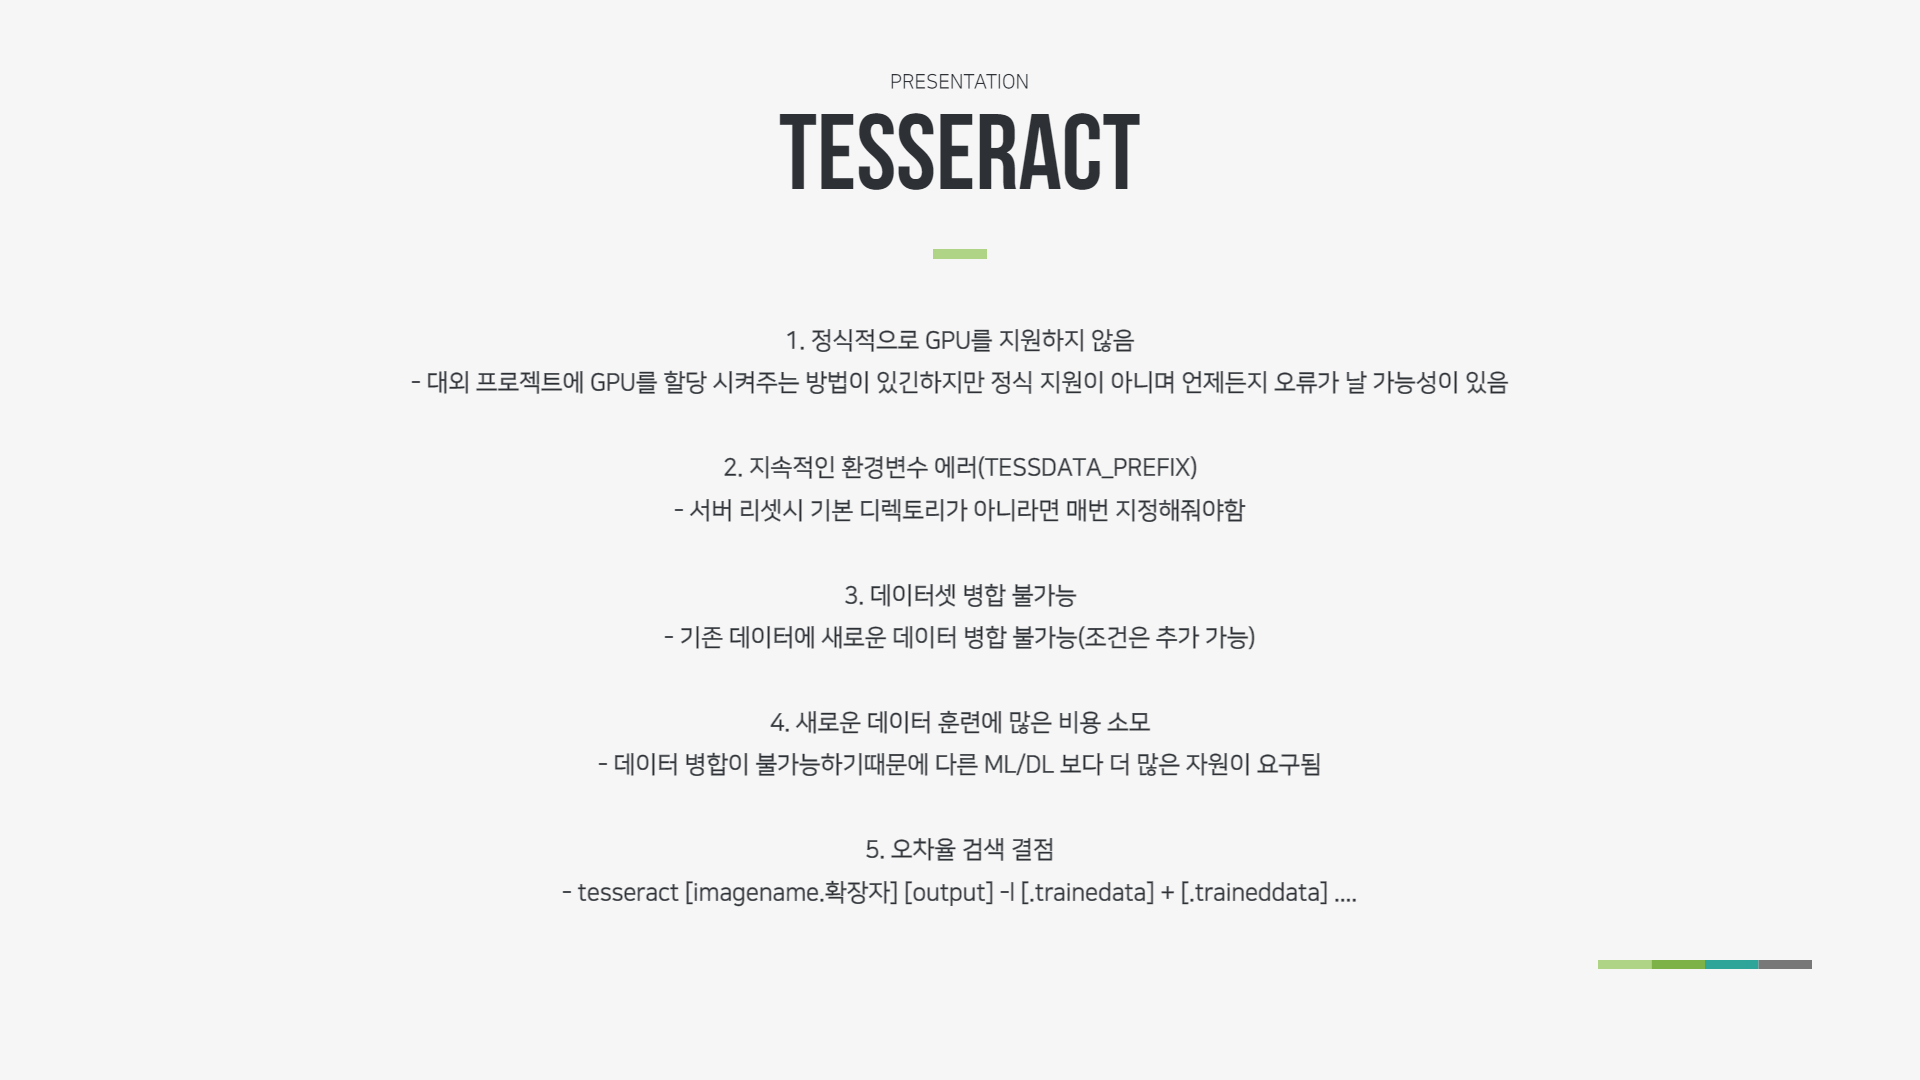 PRESENTATION
TESSERACT
1. 정식적으로 GPU를 지원하지 않음
- 대외 프로젝트에 GPU를 할당 시켜주는 방법이 있긴하지만 정식 지원이 아니며 언제든지 오류가 날 가능성이 있음
2. 지속적인 환경변수 에러(TESSDATA_PREFIX)
- 서버 리셋시 기본 디렉토리가 아니라면 매번 지정해줘야함
3. 데이터셋 병합 불가능
- 기존 데이터에 새로운 데이터 병합 불가능(조건은 추가 가능)
4. 새로운 데이터 훈련에 많은 비용 소모
- 데이터 병합이 불가능하기때문에 다른 ML/DL 보다 더 많은 자원이 요구됨
5. 오차율 검색 결점
- tesseract [imagename.확장자] [output] -l [.trainedata] + [.traineddata] ....